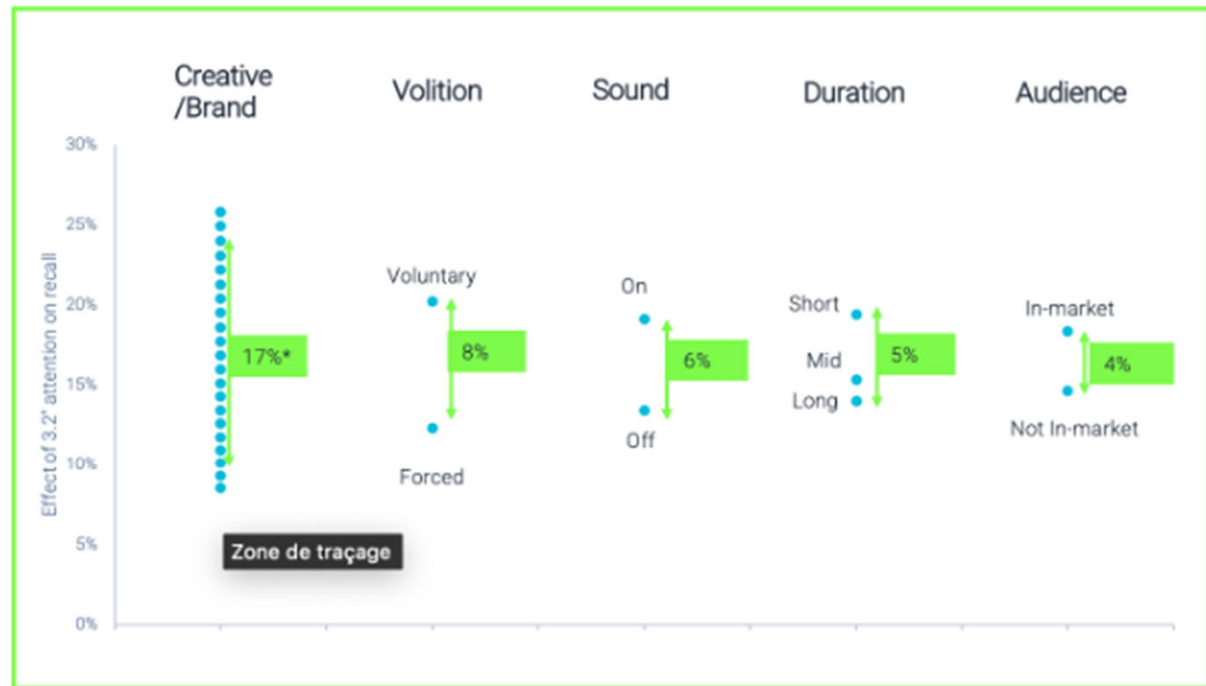 Creative
/Brand
Volition
Sound
Duration
Audience
30%
25%
20%
15%
10%
5%
0%
Effect of 3.2" attention on recall
17%*
Voluntary
8%
Forced
On
6%
Off
Short
Mid
Long
5%
In-market
4%
Not In-market
Zone de traçage